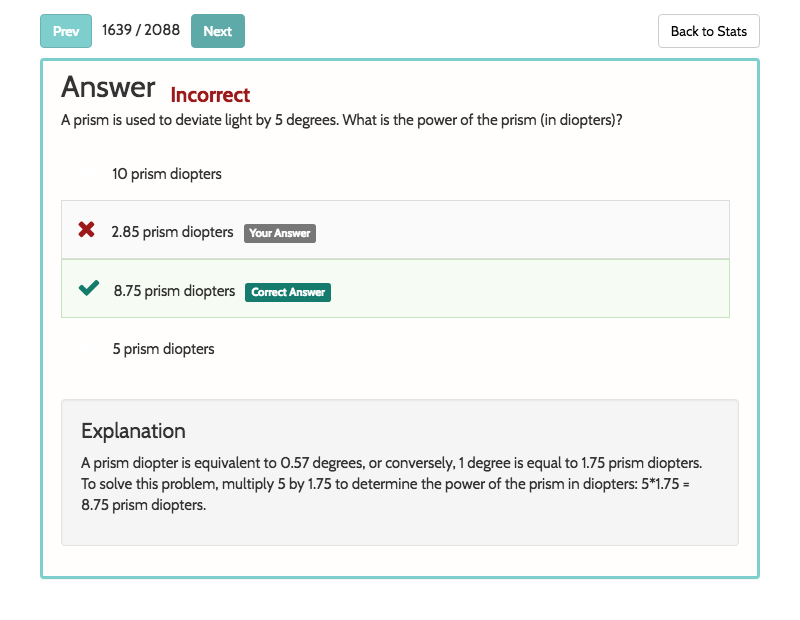 Prev 1639 / 2088 Next Back to Stats
Answer Incorrect
A prism is used to deviate light by 5 degrees. What is the power of the prism (in diopters)?
10 prism diopters
2.85 prism diopters Your Answer
8.75 prism diopters Correct Answer
5 prism diopters
Explanation
A prism diopter is equivalent to 0.57 degrees, or conversely, 1 degree is equal to 1.75 prism diopters.
To solve this problem, multiply 5 by 1.75 to determine the power of the prism in diopters: 5*1.75 =
8.75 prism diopters.